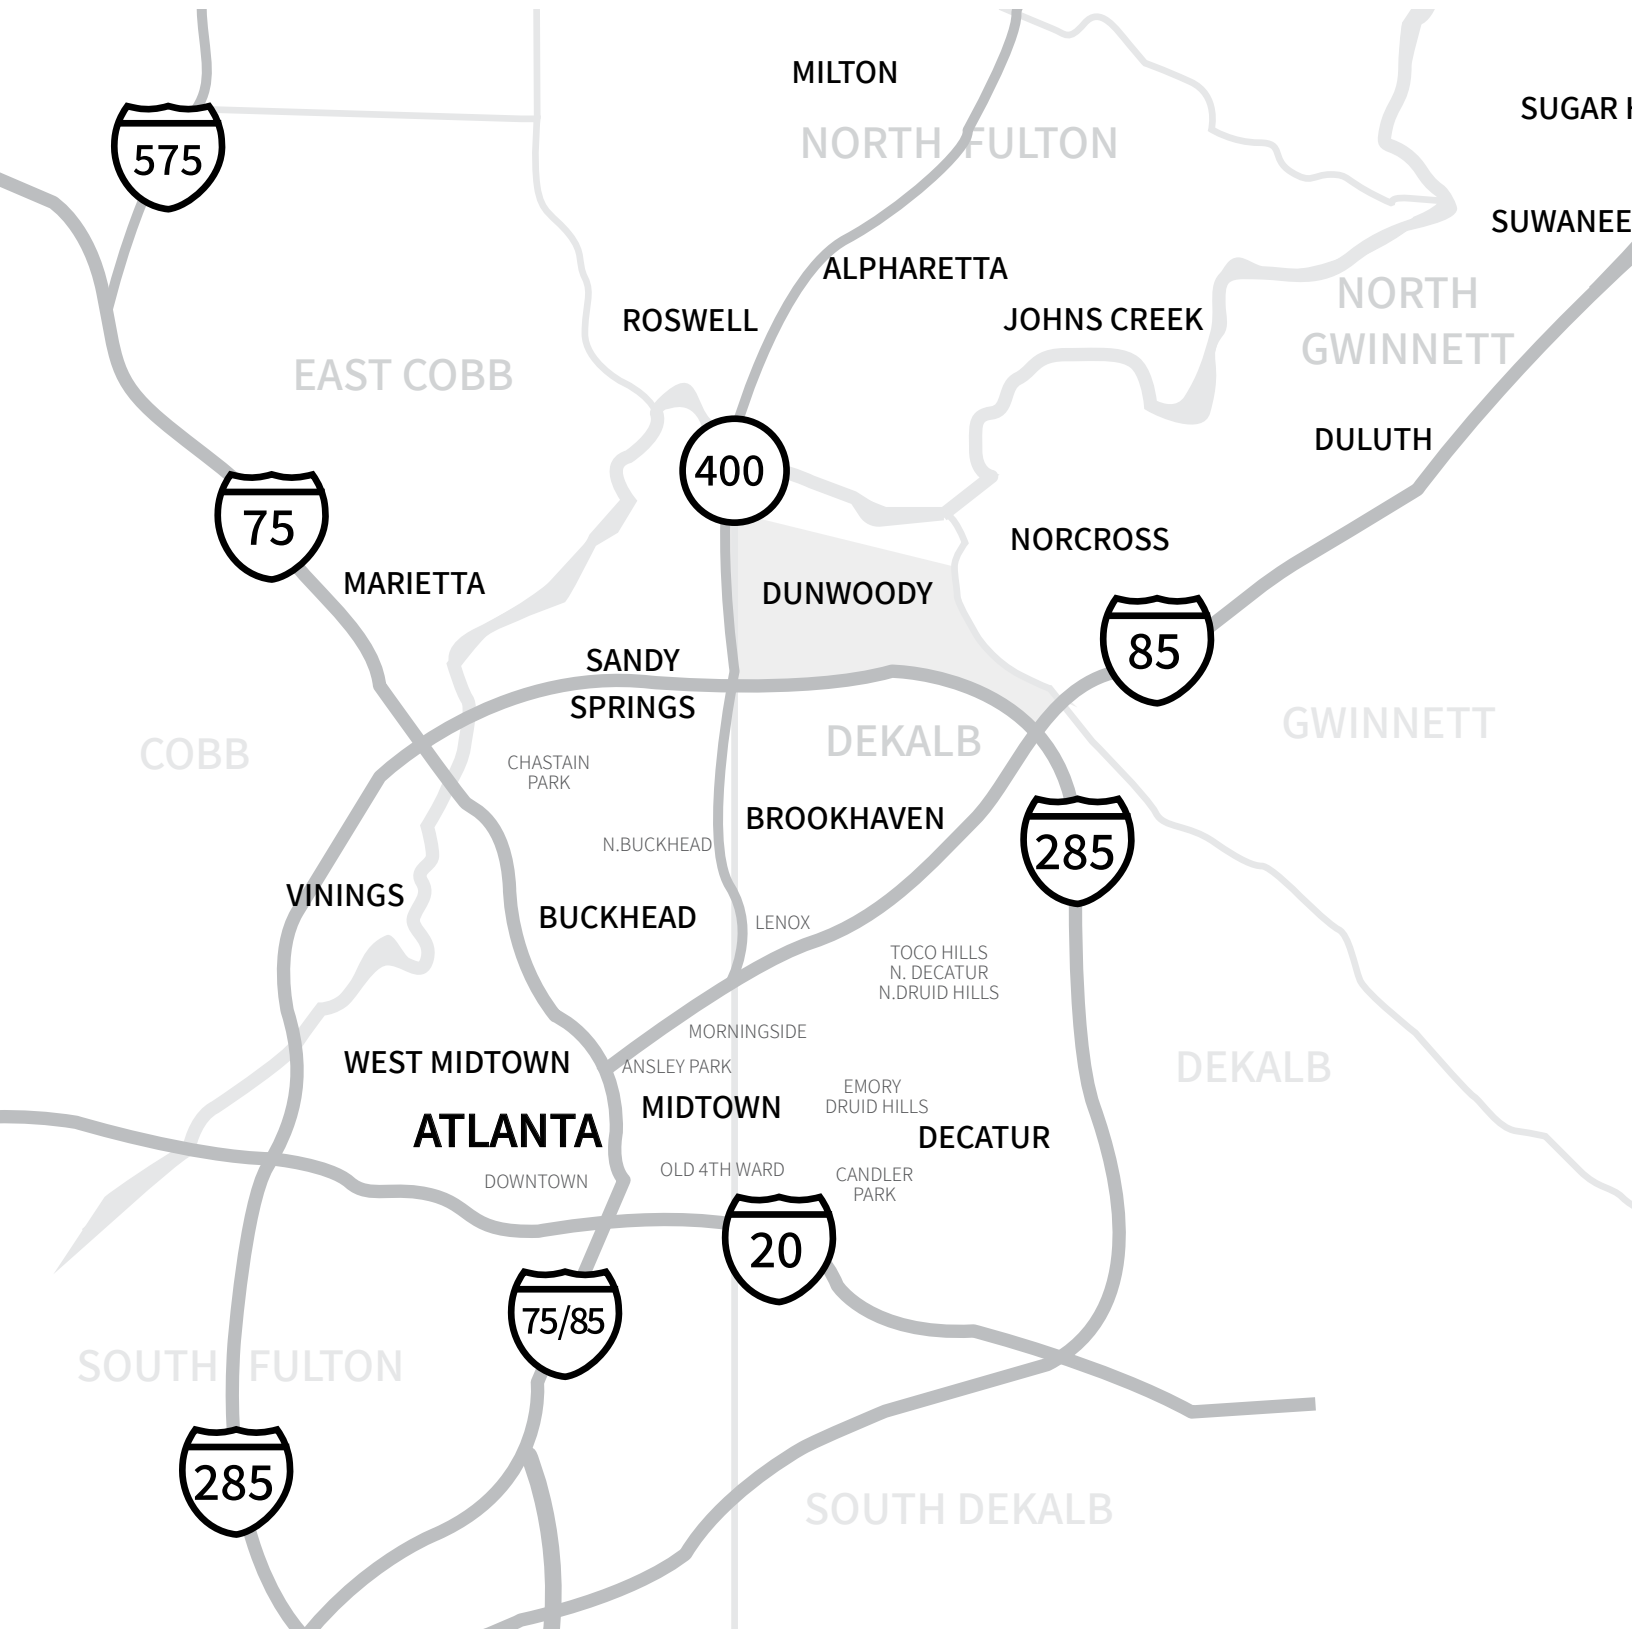 MILTON
SUGAR H
NORTH FULTON
575
SUWANEE
ALPHARETTA
NORTH
GWINNETT
ROSWELL
JOHNS CREEK
EAST COBB
DULUTH
400
75
NORCROSS
MARIETTA
DUNWOODY
85
SANDY
SPRINGS
GWINNETT
COBB
DEKALB
CHASTAIN
PARK
BROOKHAVEN
N.BUCKHEAD
285
VININGS
BUCKHEAD
LENOX
TOCO HILLS
N. DECATUR
N.DRUID HILLS
MORNINGSIDE
WEST MIDTOWN
ANSLEY PARK
DEKALB
EMORY
DRUID HILLS
MIDTOWN
ATLANTA
DECATUR
OLD 4TH WARD
DOWNTOWN
CANDLER
PARK
20
75/85
SOUTH FULTON
285
SOUTH DEKALB